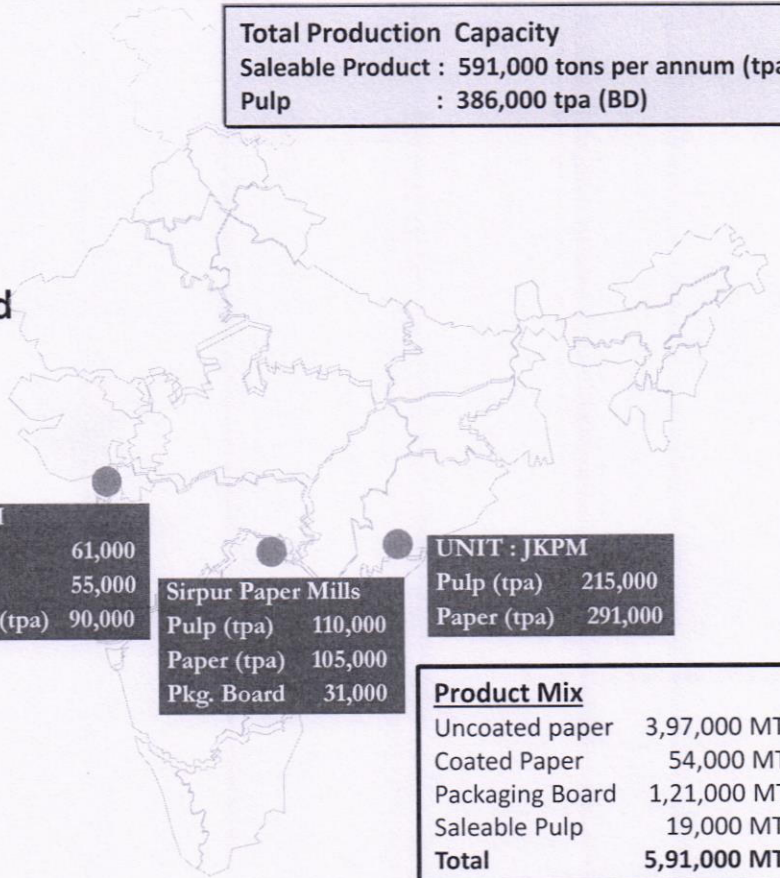 Total Production Capacity
Saleable Product : 591,000 tons per annum (tpa
Pulp : 386,000 tpa (BD)
d
61,000
55,000
(tpa) 90,000
Sirpur Paper Mills
Pulp (tpa) 110,000
Paper (tpa) 105,000
Pkg. Board 31,000
UNIT : JKPM
Pulp (tpa) 215,000
Paper (tpa) 291,000
Product Mix
Uncoated paper 3,97,000 MT
Coated Paper 54,000 MT
Packaging Board 1,21,000 MT
Saleable Pulp 19,000 MT
Total 5,91,000 MT